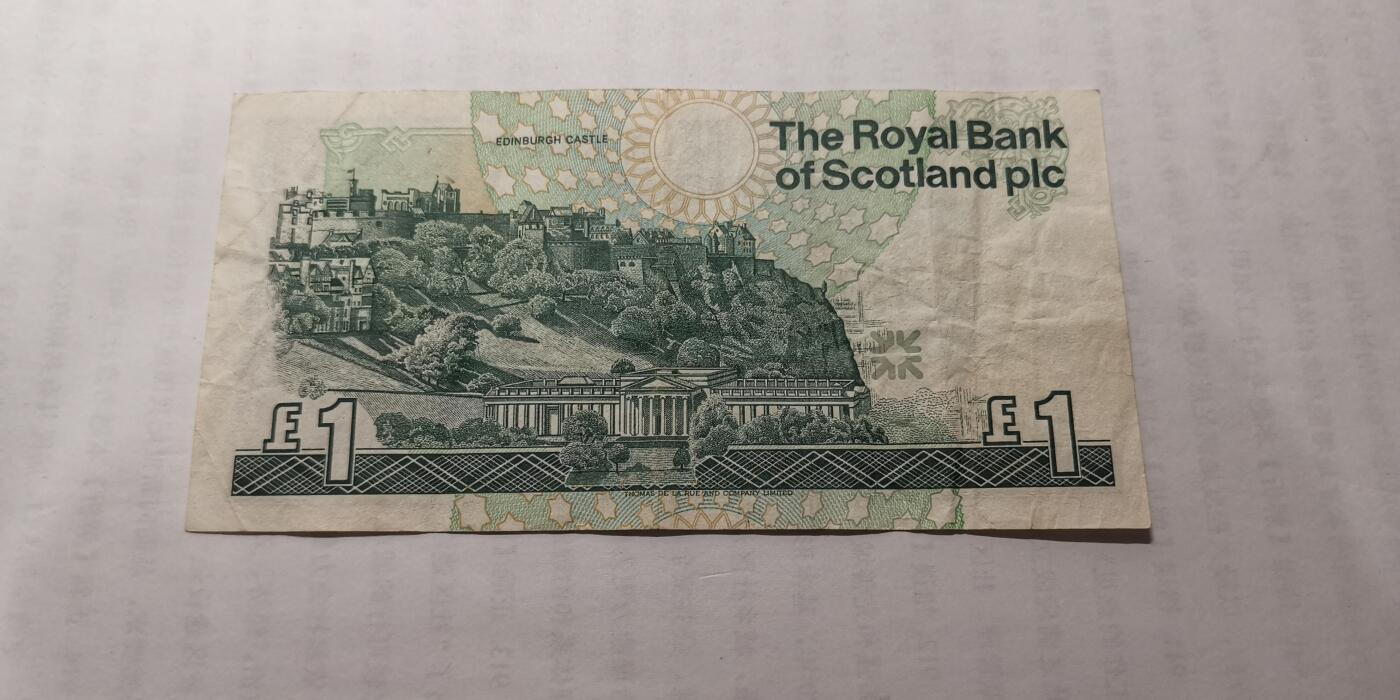 EDINBURGH CASTLE
The Royal Bank
of Scotland plc
£1
£1
THOMAS DE LA RUE AND COMPANY LIMITED